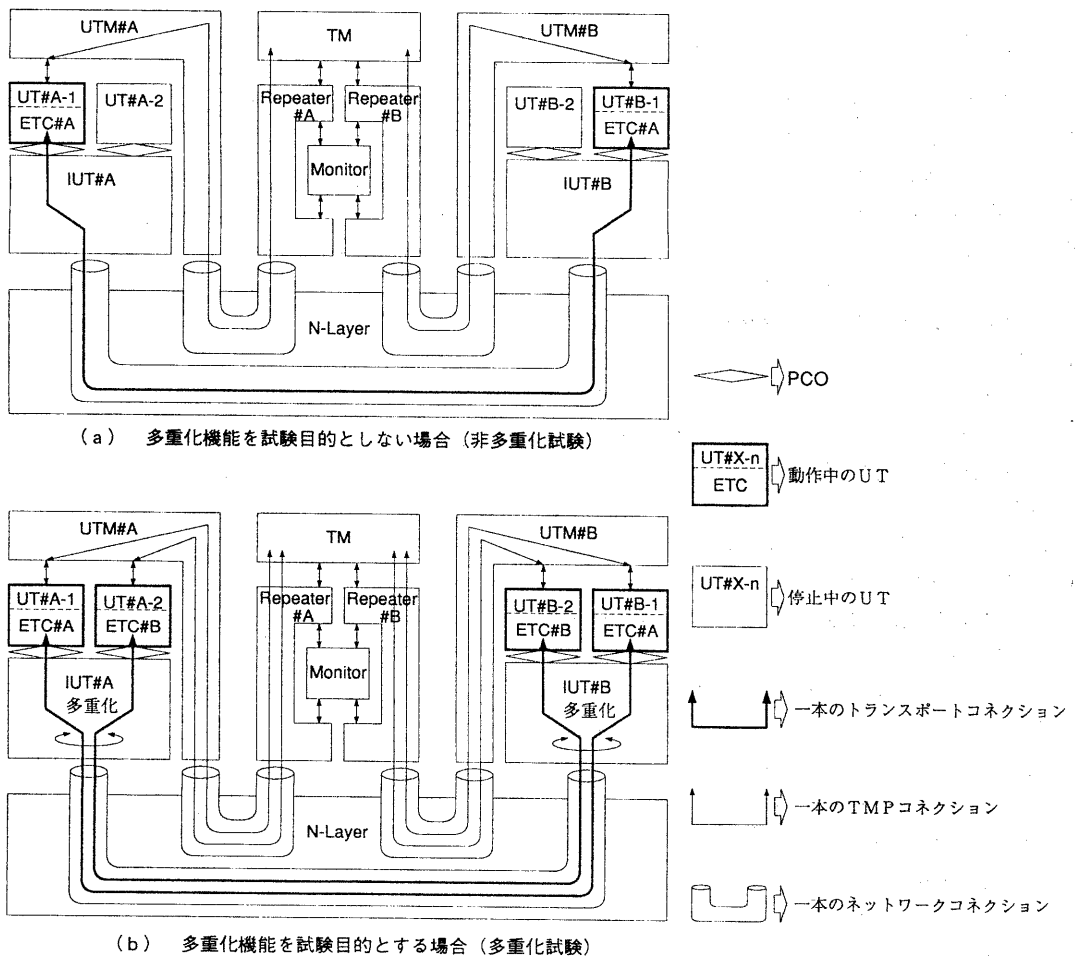 UTM#A
TM
UTM#B
UT#A-1
ETC#A
UT#A-2
Repeater
#A
Repeater
#B
UT#B-2
UT#B-1
ETC#A
Monitor
IUT#A
IUT#B
N-Layer
(a) 多重化機能を試験目的としない場合(非多重化試験)
UTM#A
TM
UTM#B
UT#A-1
ETC#A
UT#A-2
ETC#B
Repeater
#A
Repeater
#B
UT#B-2
ETC#B
UT#B-1
ETC#A
Monitor
IUT#A
多重化
IUT#B
多重化
N-Layer
(b) 多重化機能を試験目的とする場合(多重化試験)
PCO
UT#X-n
ETC
動作中のUT
UT#X-n
停止中のUT
一本のトランスポートコネクション
一本のTMPコネクション
一本のネットワークコネクション